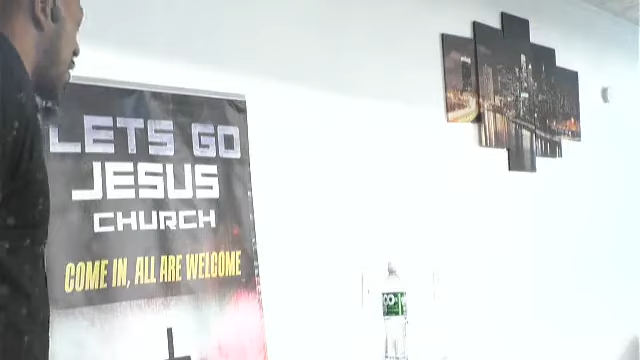 LETS GO
JESUS
CHURCH
COME IN, ALL ARE WELCOME